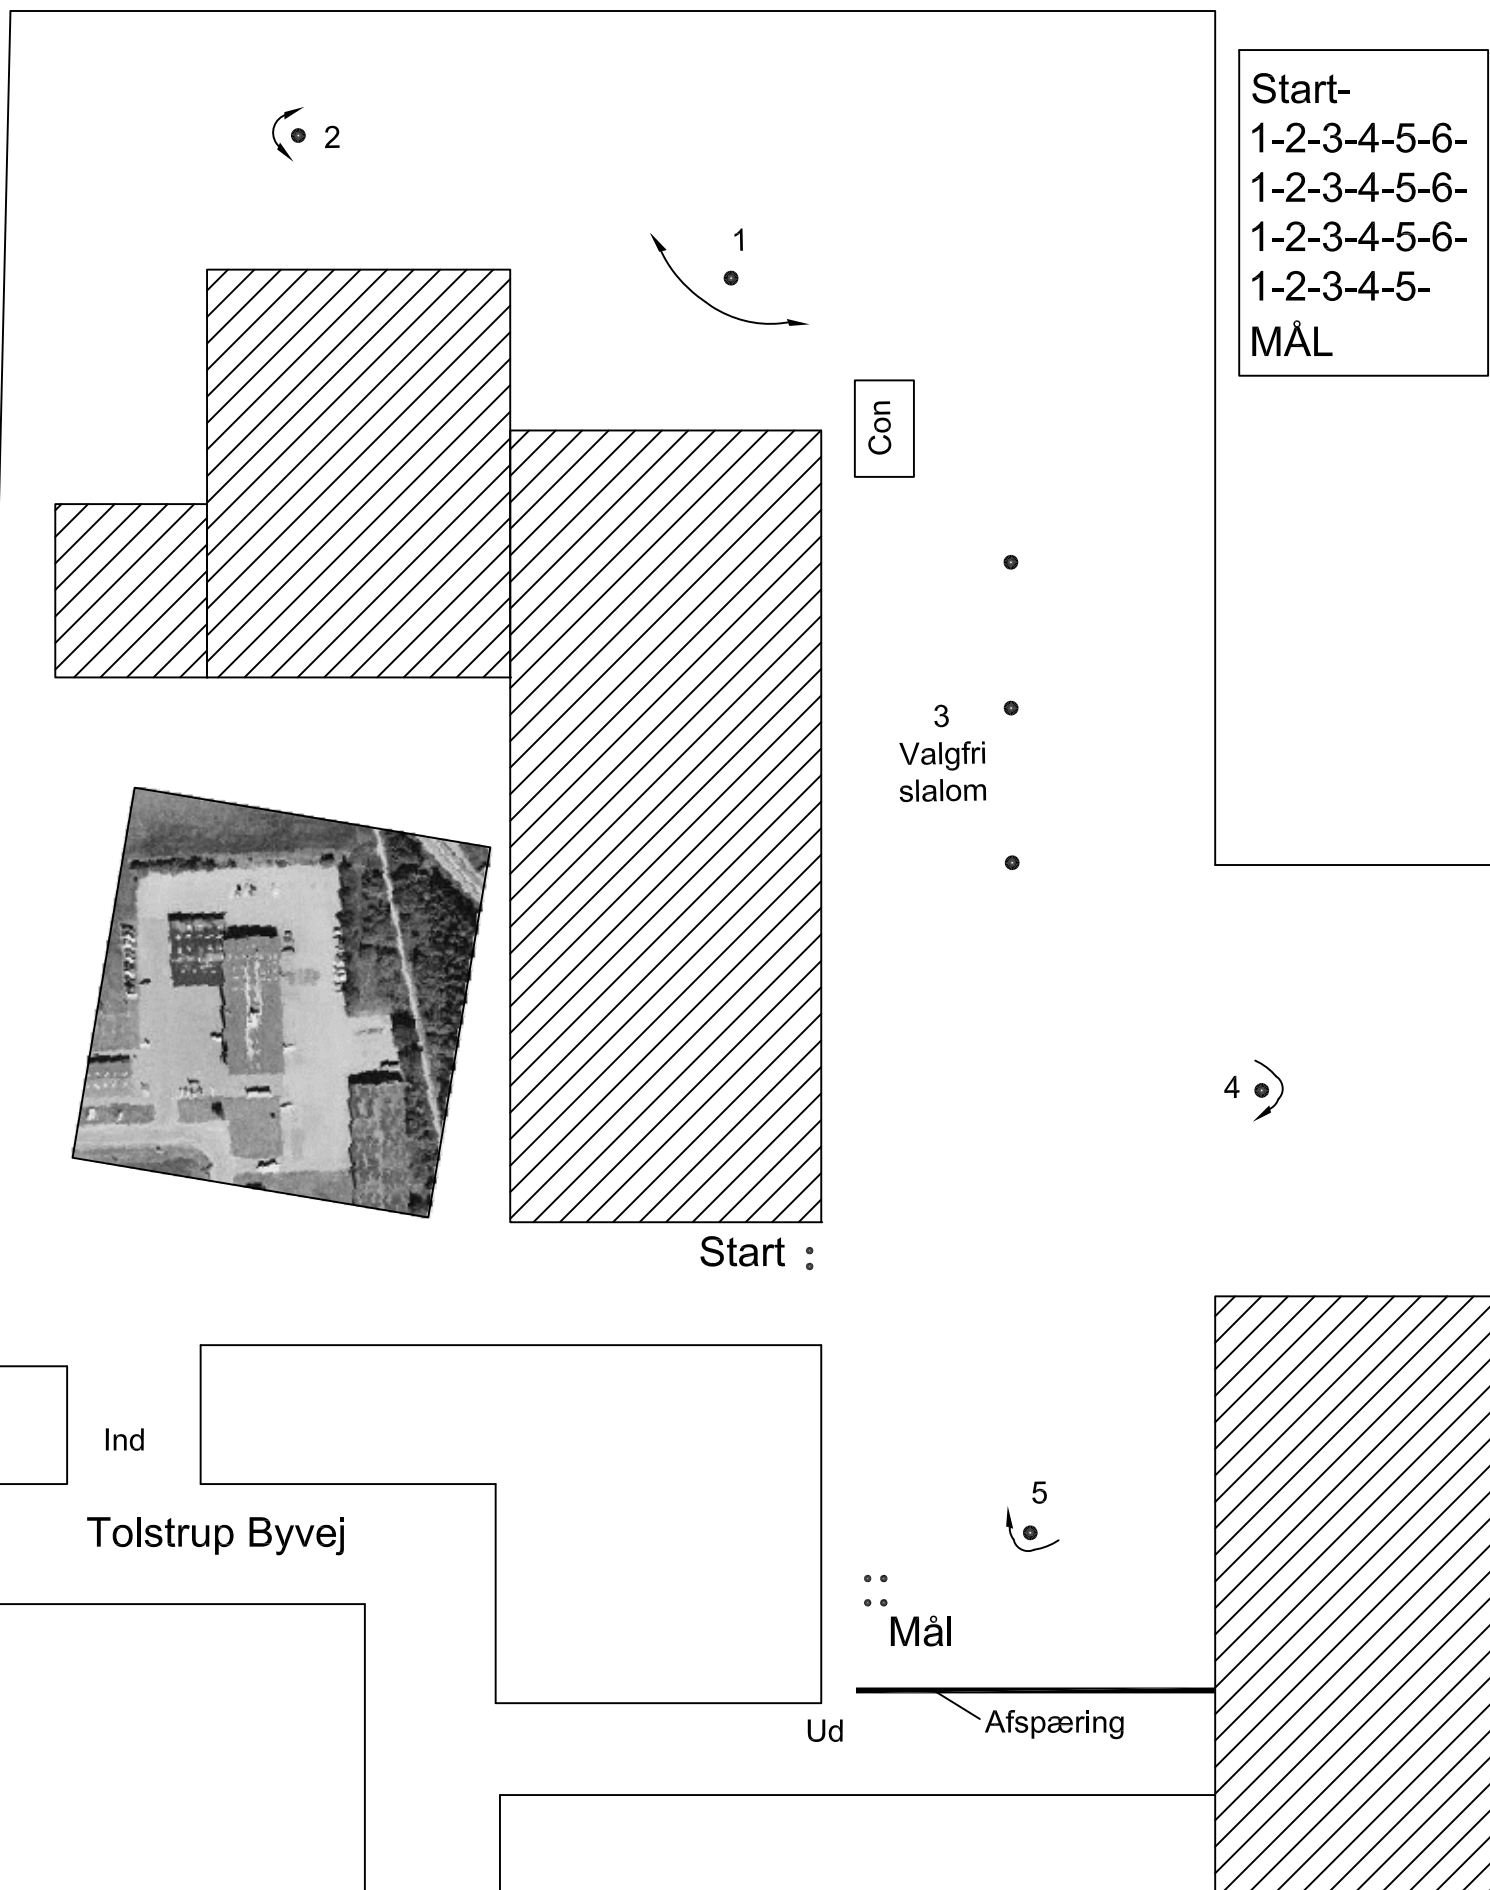 Start-
1-2-3-4-5-6-
1-2-3-4-5-6-
1-2-3-4-5-6-
1-2-3-4-5-
MÅL
2
1
Con
3
Valgfri
slalom
4
Start
Ind
5
Tolstrup Byvej
Mål
Ud
Afspæring